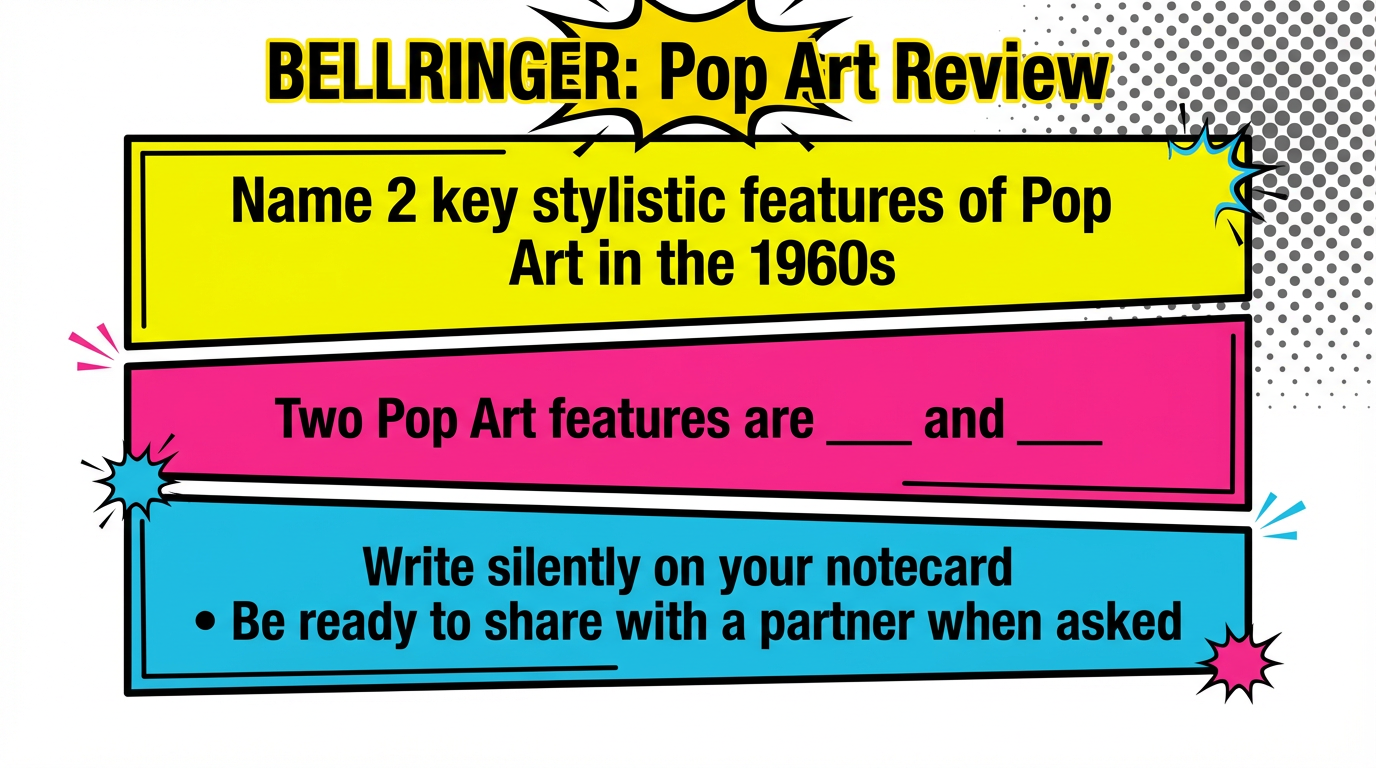 BELLRINGER: Pop Art Review
Name 2 key stylistic features of Pop
Art in the 1960s
Two Pop Art features are ___ and ___
Write silently on your notecard
• Be ready to share with a partner when asked